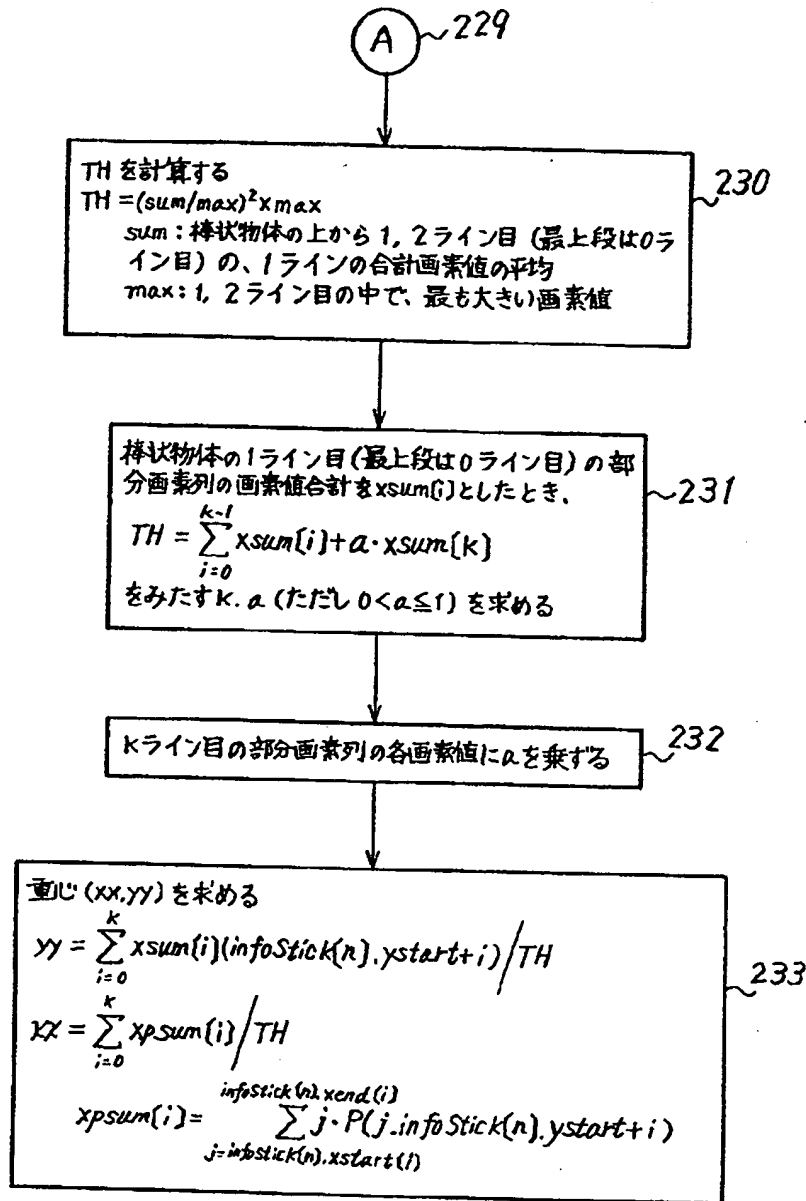 A 229
THを計算する
TH=(sum/max)²×max
sum:棒状物体の上から1,2ライン目(最上段は0ラ
イン目)の、1ラインの合計画素値の平均
max:1,2ライン目の中で、最も大きい画素値
230
棒状物体の1ライン目(最上段は0ライン目)の部
分画素列の画素値合計をxsum[i]としたとき、
TH = \sum_{i=0}^{k-1} xsum[i]+a·xsum[k]
をみたすk.a(ただし0<a≦1)を求める
231
kライン目の部分画素列の各画素値にaを乗ずる
232
重心(xx,yy)を求める
yy = \sum_{i=0}^{k} xsum[i](infoStick[n].ystart+i)/TH
xx = \sum_{i=0}^{k} xpsum[i]/TH
xpsum[i]= \sum_{j=infoStick[n].xstart(i)}^{infoStick[n].xend(i)} j·P(j.infoStick[n].ystart+i)
233